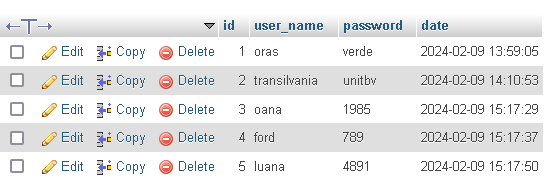 id user_name password date
Edit Copy Delete 1 oras verde 2024-02-09 13:59:05
Edit Copy Delete 2 transilvania unitbv 2024-02-09 14:10:53
Edit Copy Delete 3 oana 1985 2024-02-09 15:17:29
Edit Copy Delete 4 ford 789 2024-02-09 15:17:37
Edit Copy Delete 5 luana 4891 2024-02-09 15:17:50